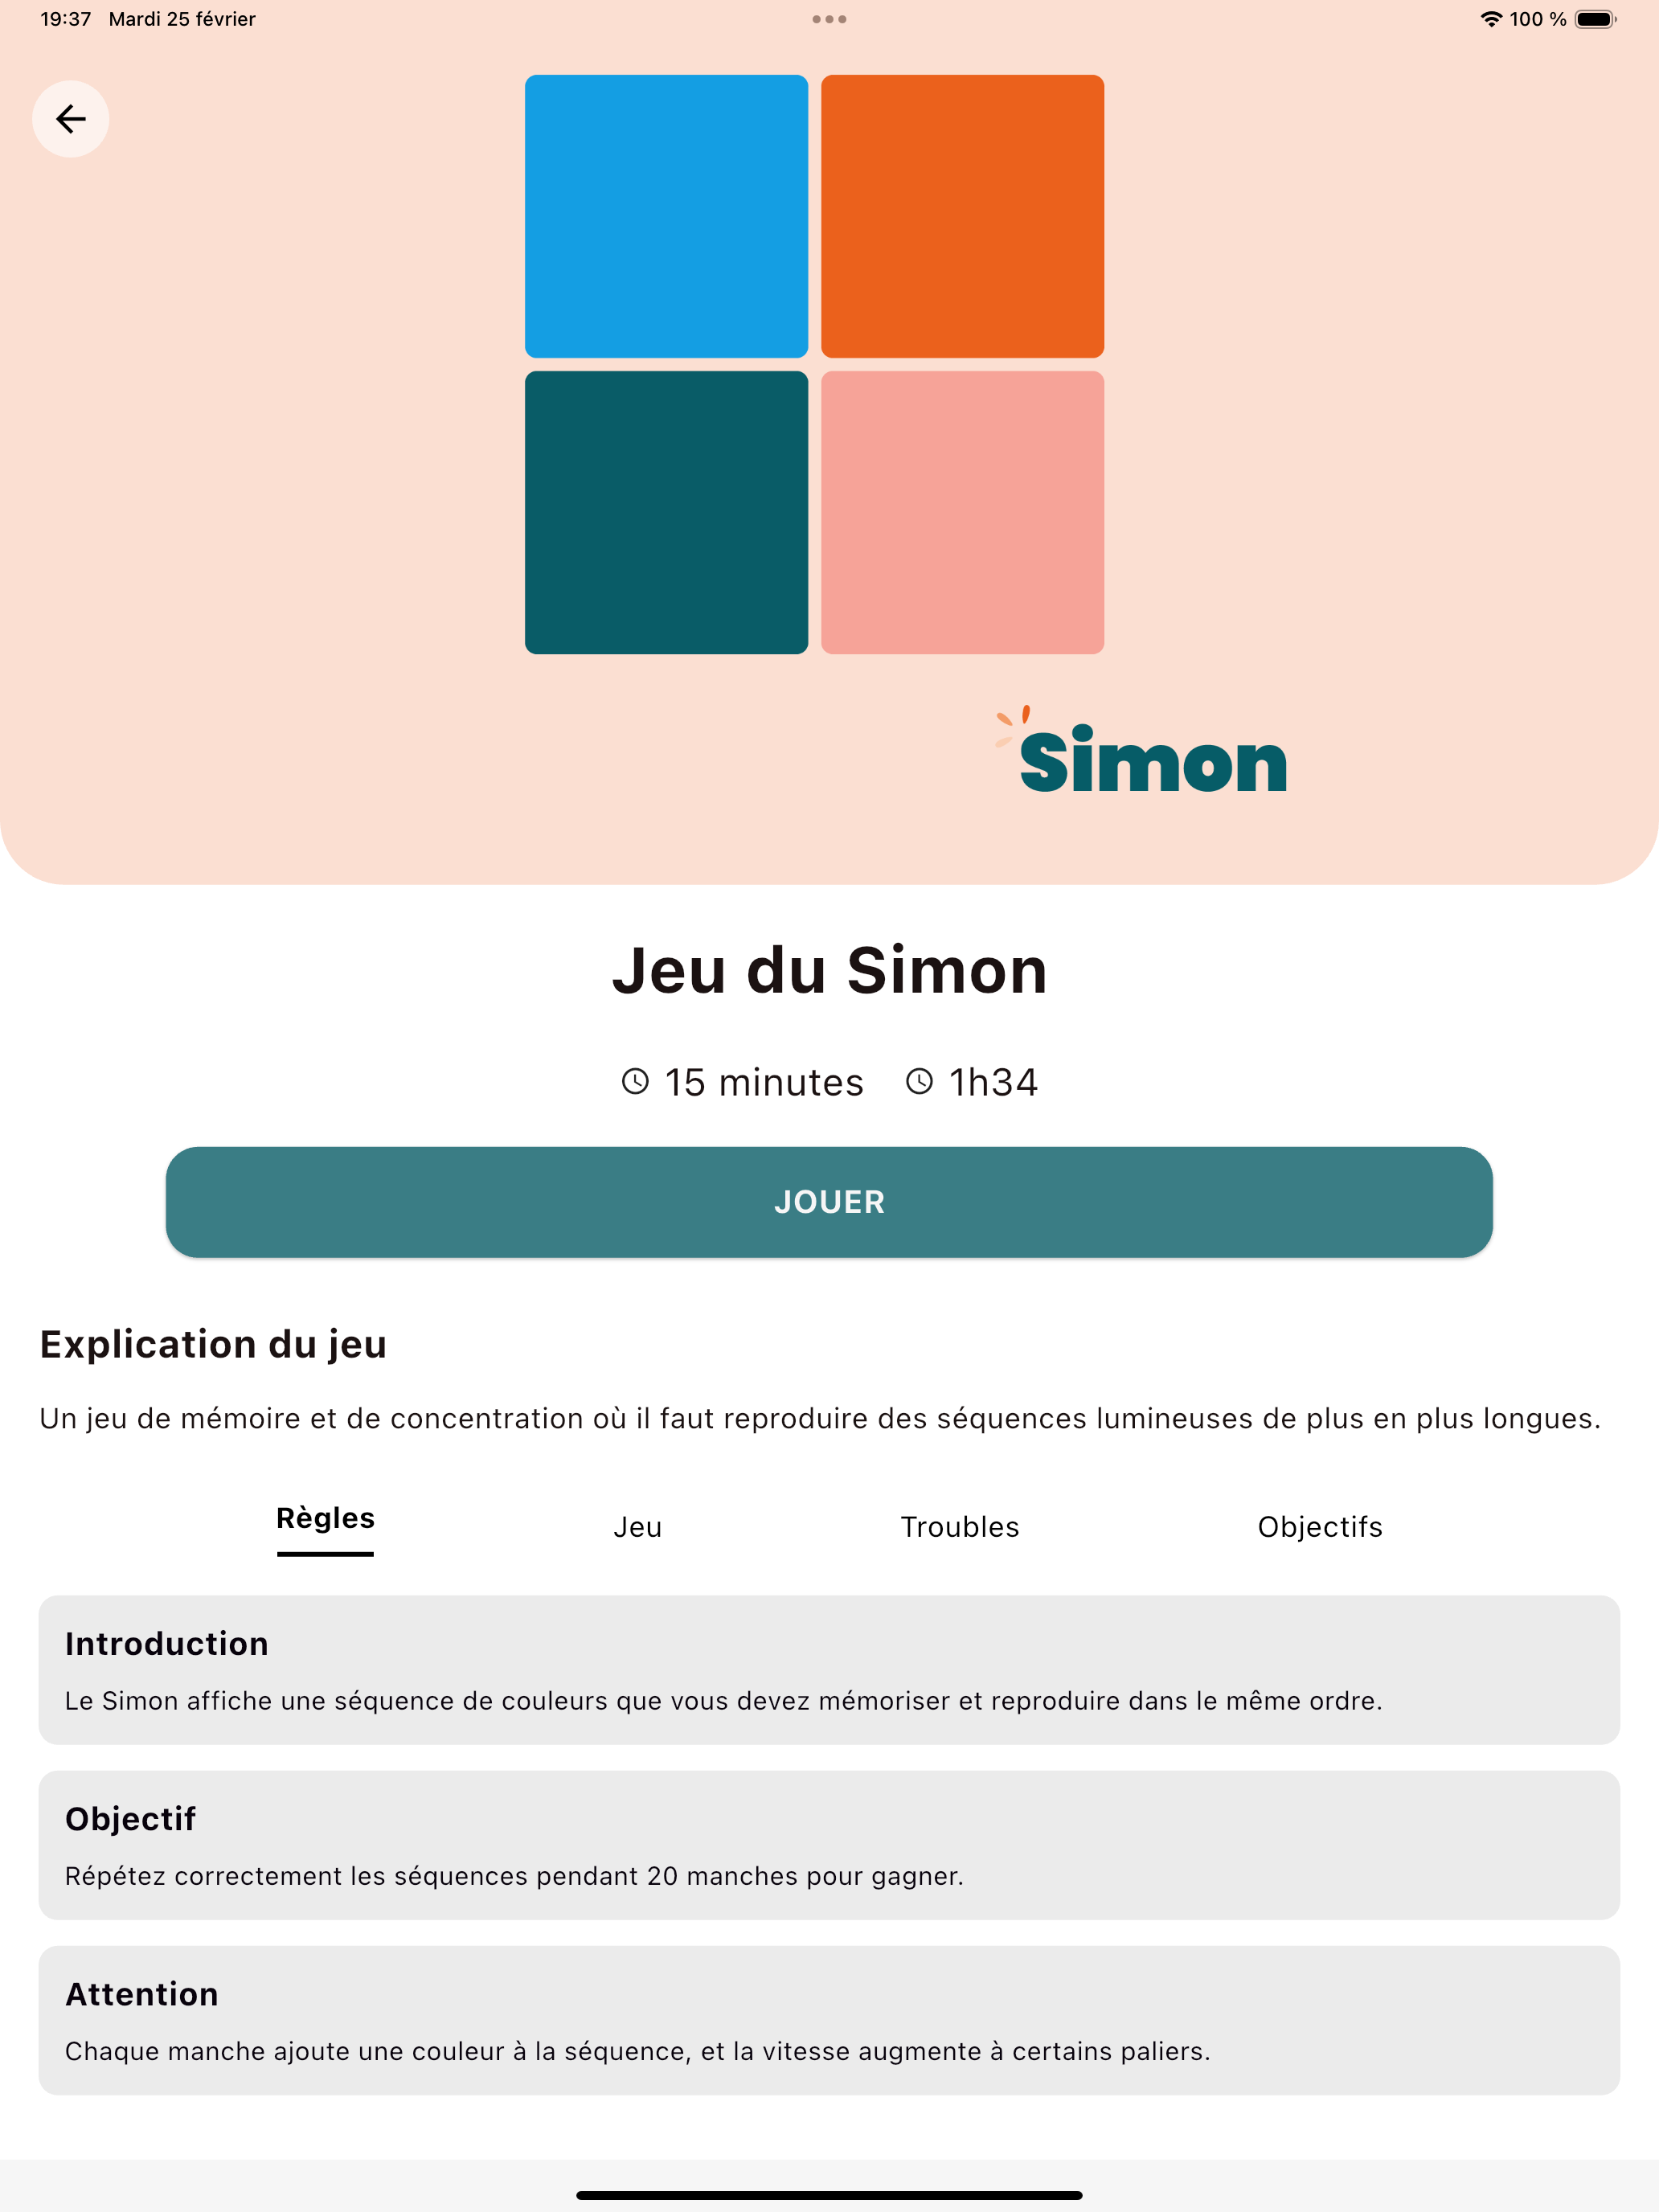 19:37 Mardi 25 février 100 %
Simon
Jeu du Simon
15 minutes 1h34
JOUER
Explication du jeu
Un jeu de mémoire et de concentration où il faut reproduire des séquences lumineuses de plus en plus longues.
Règles Jeu Troubles Objectifs
Introduction
Le Simon affiche une séquence de couleurs que vous devez mémoriser et reproduire dans le même ordre.
Objectif
Répétez correctement les séquences pendant 20 manches pour gagner.
Attention
Chaque manche ajoute une couleur à la séquence, et la vitesse augmente à certains paliers.